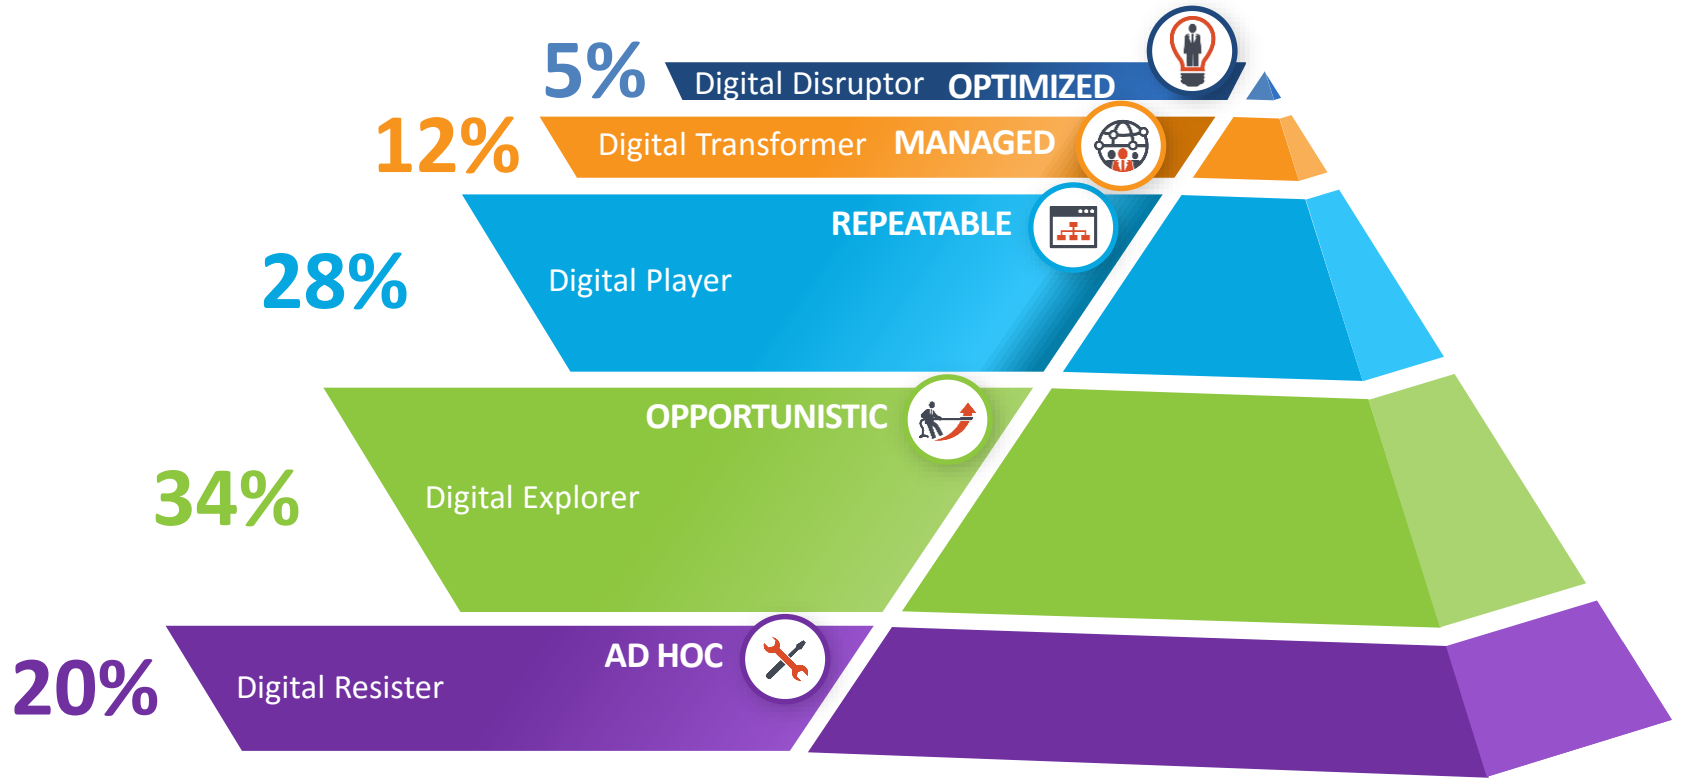 5%
Digital Disruptor OPTIMIZED
12%
Digital Transformer MANAGED
REPEATABLE
28%
Digital Player
OPPORTUNISTIC
34%
Digital Explorer
AD HOC
20%
Digital Resister